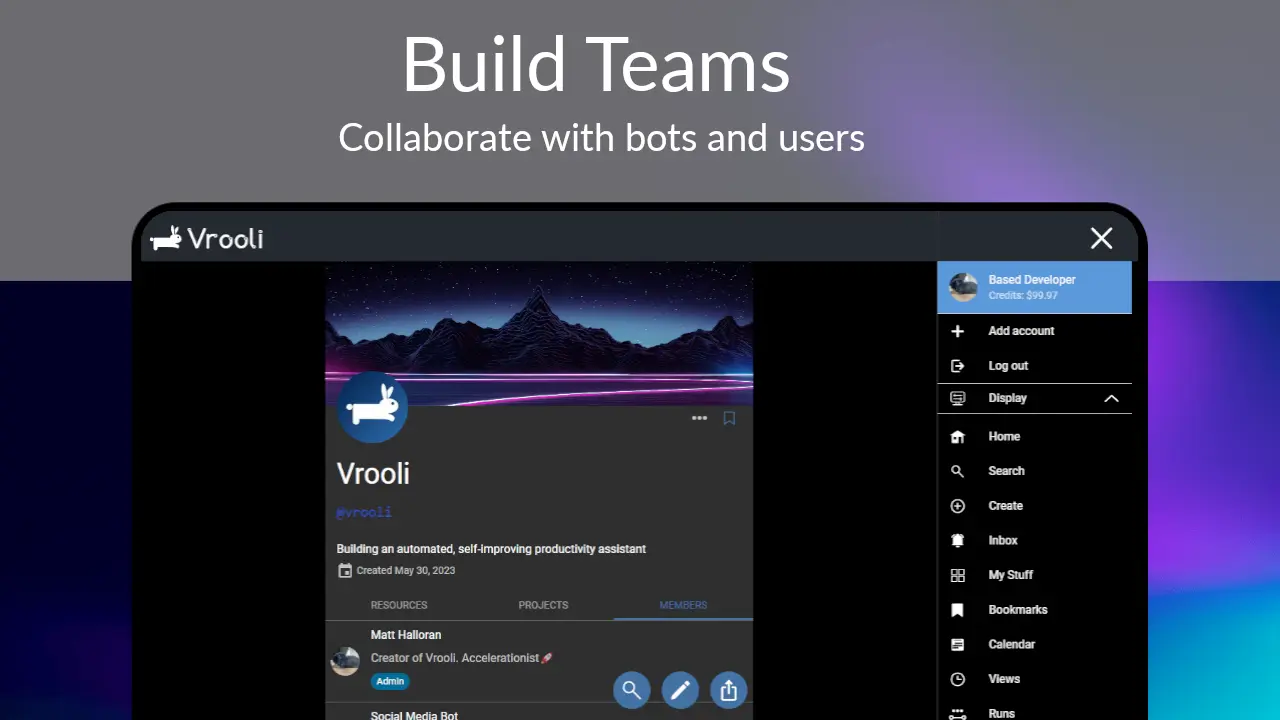 Build Teams
Collaborate with bots and users
Vrooli
Based Developer
Credits: $99.97
Add account
Log out
Display
Home
Search
Create
Inbox
My Stuff
Bookmarks
Calendar
Views
Runs
Vrooli
@vrooli
Building an automated, self-improving productivity assistant
Created May 30, 2023
RESOURCES PROJECTS MEMBERS
Matt Halloran
Creator of Vrooli. Accelerationist🚀
Admin
Social Media Bot